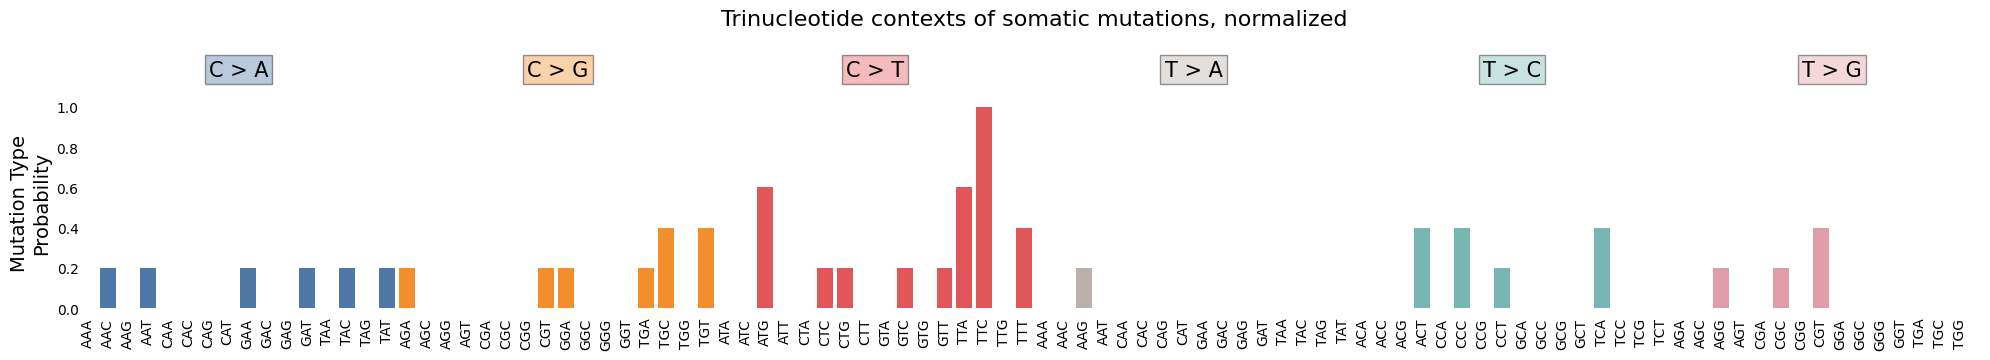 Trinucleotide contexts of somatic mutations, normalized
C > A
C > G
C > T
T > A
T > C
T > G
Mutation Type
Probability
1.0
0.8
0.6
0.4
0.2
0.0
AAA
AAC
AAG
AAT
CAA
CAC
CAG
CAT
GAA
GAC
GAG
GAT
TAA
TAC
TAG
TAT
AGA
AGC
AGG
AGT
CGA
CGC
CGG
CGT
GGA
GGC
GGG
GGT
TGA
TGC
TGG
TGT
ATA
ATC
ATG
ATT
CTA
CTC
CTG
CTT
GTA
GTC
GTG
GTT
TTA
TTC
TTG
TTT
AAA
AAC
AAG
AAT
CAA
CAC
CAG
CAT
GAA
GAC
GAG
GAT
TAA
TAC
TAG
TAT
ACA
ACC
ACG
ACT
CCA
CCC
CCG
CCT
GCA
GCC
GCG
GCT
TCA
TCC
TCG
TCT
AGA
AGC
AGG
AGT
CGA
CGC
CGG
CGT
GGA
GGC
GGG
GGT
TGA
TGC
TGG